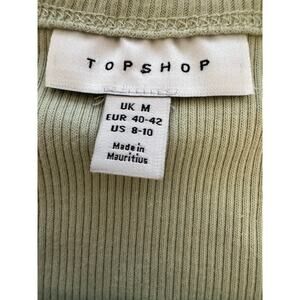 TOPSHOP
UK M
EUR 40-42
US 8-10
Made in
Mauritius